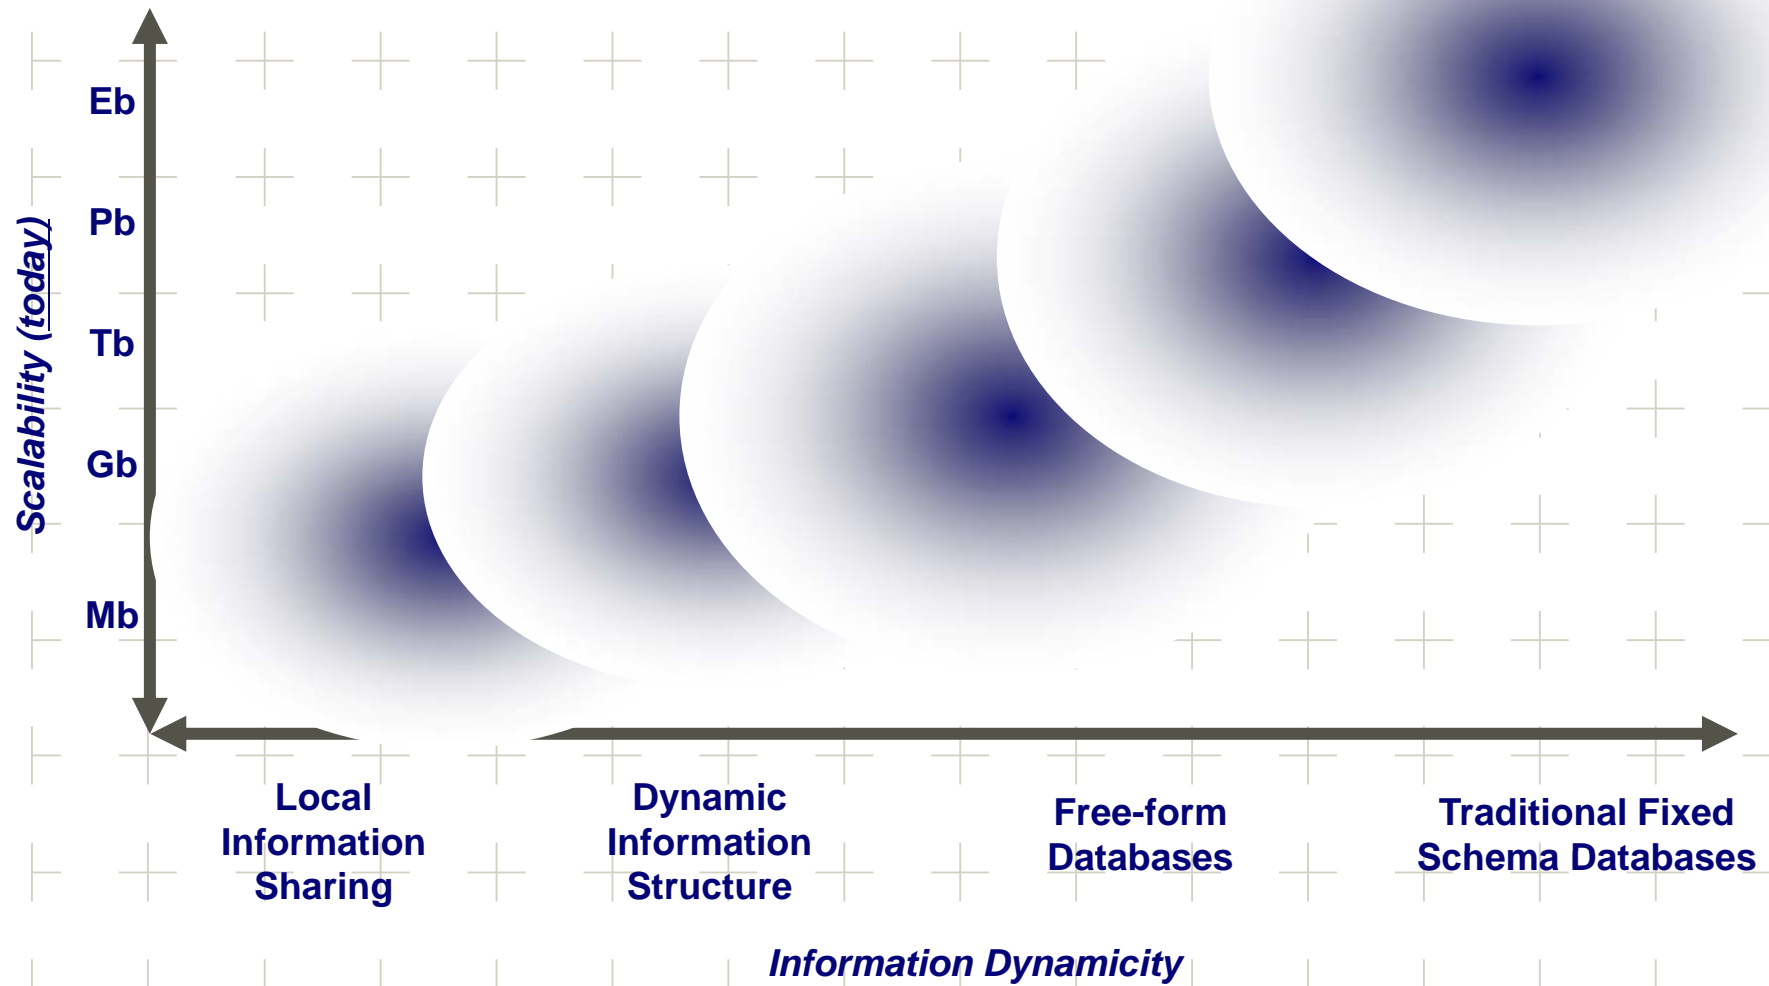 Eb
Pb
Tb
Gb
Mb
Scalability (today)
Local
Information
Sharing
Dynamic
Information
Structure
Free-form
Databases
Traditional Fixed
Schema Databases
Information Dynamicity